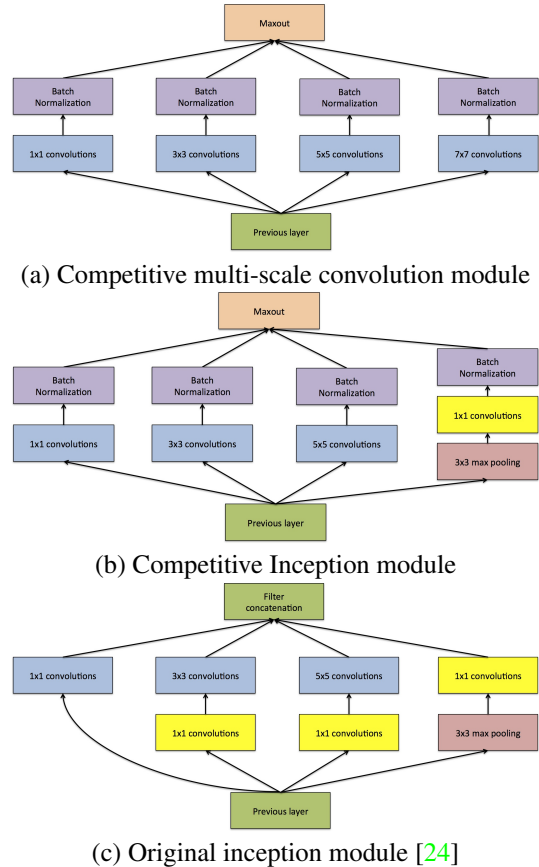 Maxout
Batch Normalization
Batch Normalization
Batch Normalization
Batch Normalization
1x1 convolutions
3x3 convolutions
5x5 convolutions
7x7 convolutions
Previous layer
(a) Competitive multi-scale convolution module
Maxout
Batch Normalization
Batch Normalization
Batch Normalization
Batch Normalization
1x1 convolutions
1x1 convolutions
3x3 convolutions
5x5 convolutions
3x3 max pooling
Previous layer
(b) Competitive Inception module
Filter concatenation
1x1 convolutions
3x3 convolutions
5x5 convolutions
1x1 convolutions
1x1 convolutions
1x1 convolutions
3x3 max pooling
Previous layer
(c) Original inception module [24]